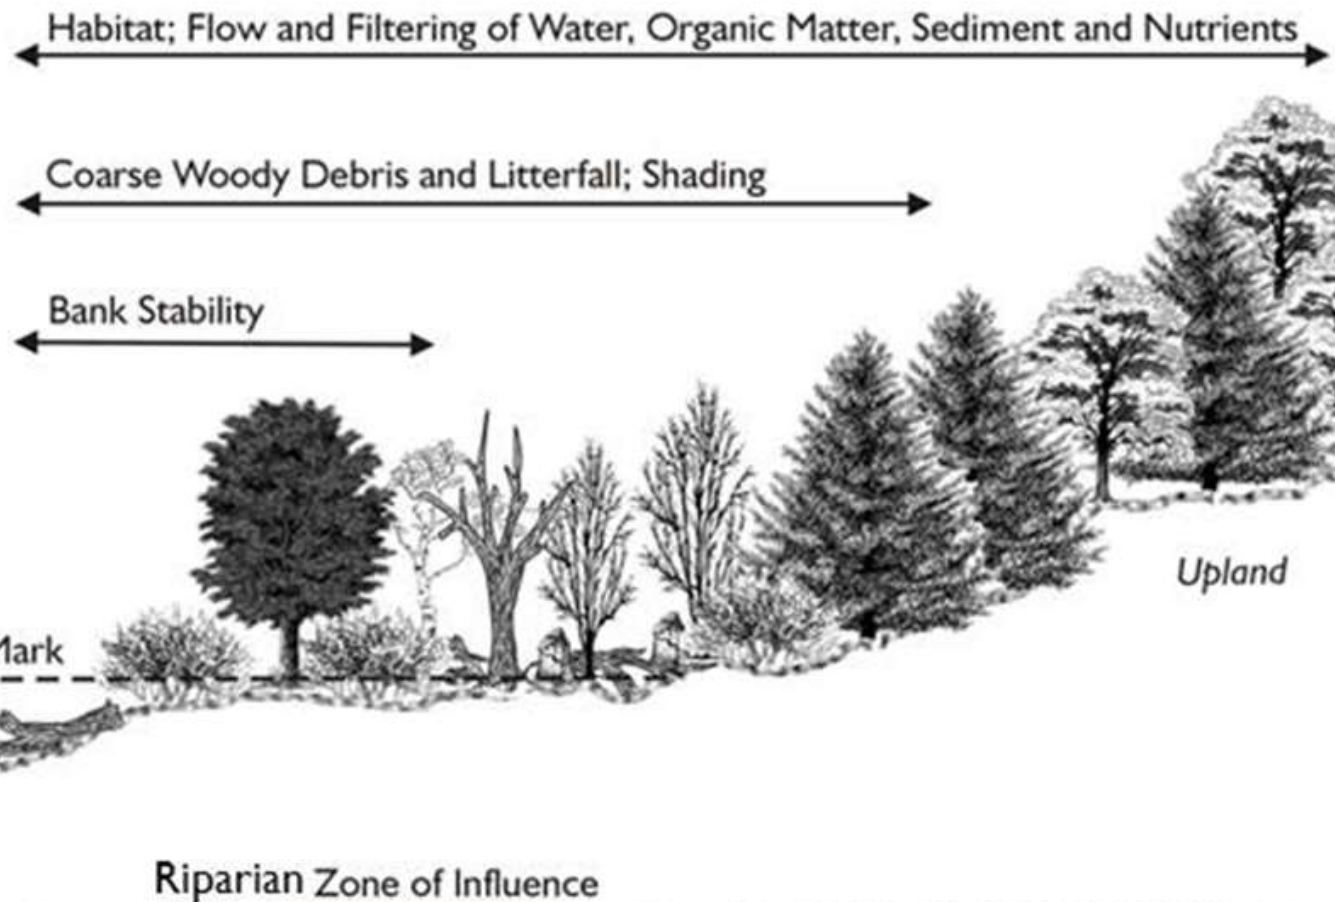 Habitat; Flow and Filtering of Water, Organic Matter, Sediment and Nutrients
Coarse Woody Debris and Litterfall; Shading
Bank Stability
Upland
Riparian Zone of Influence